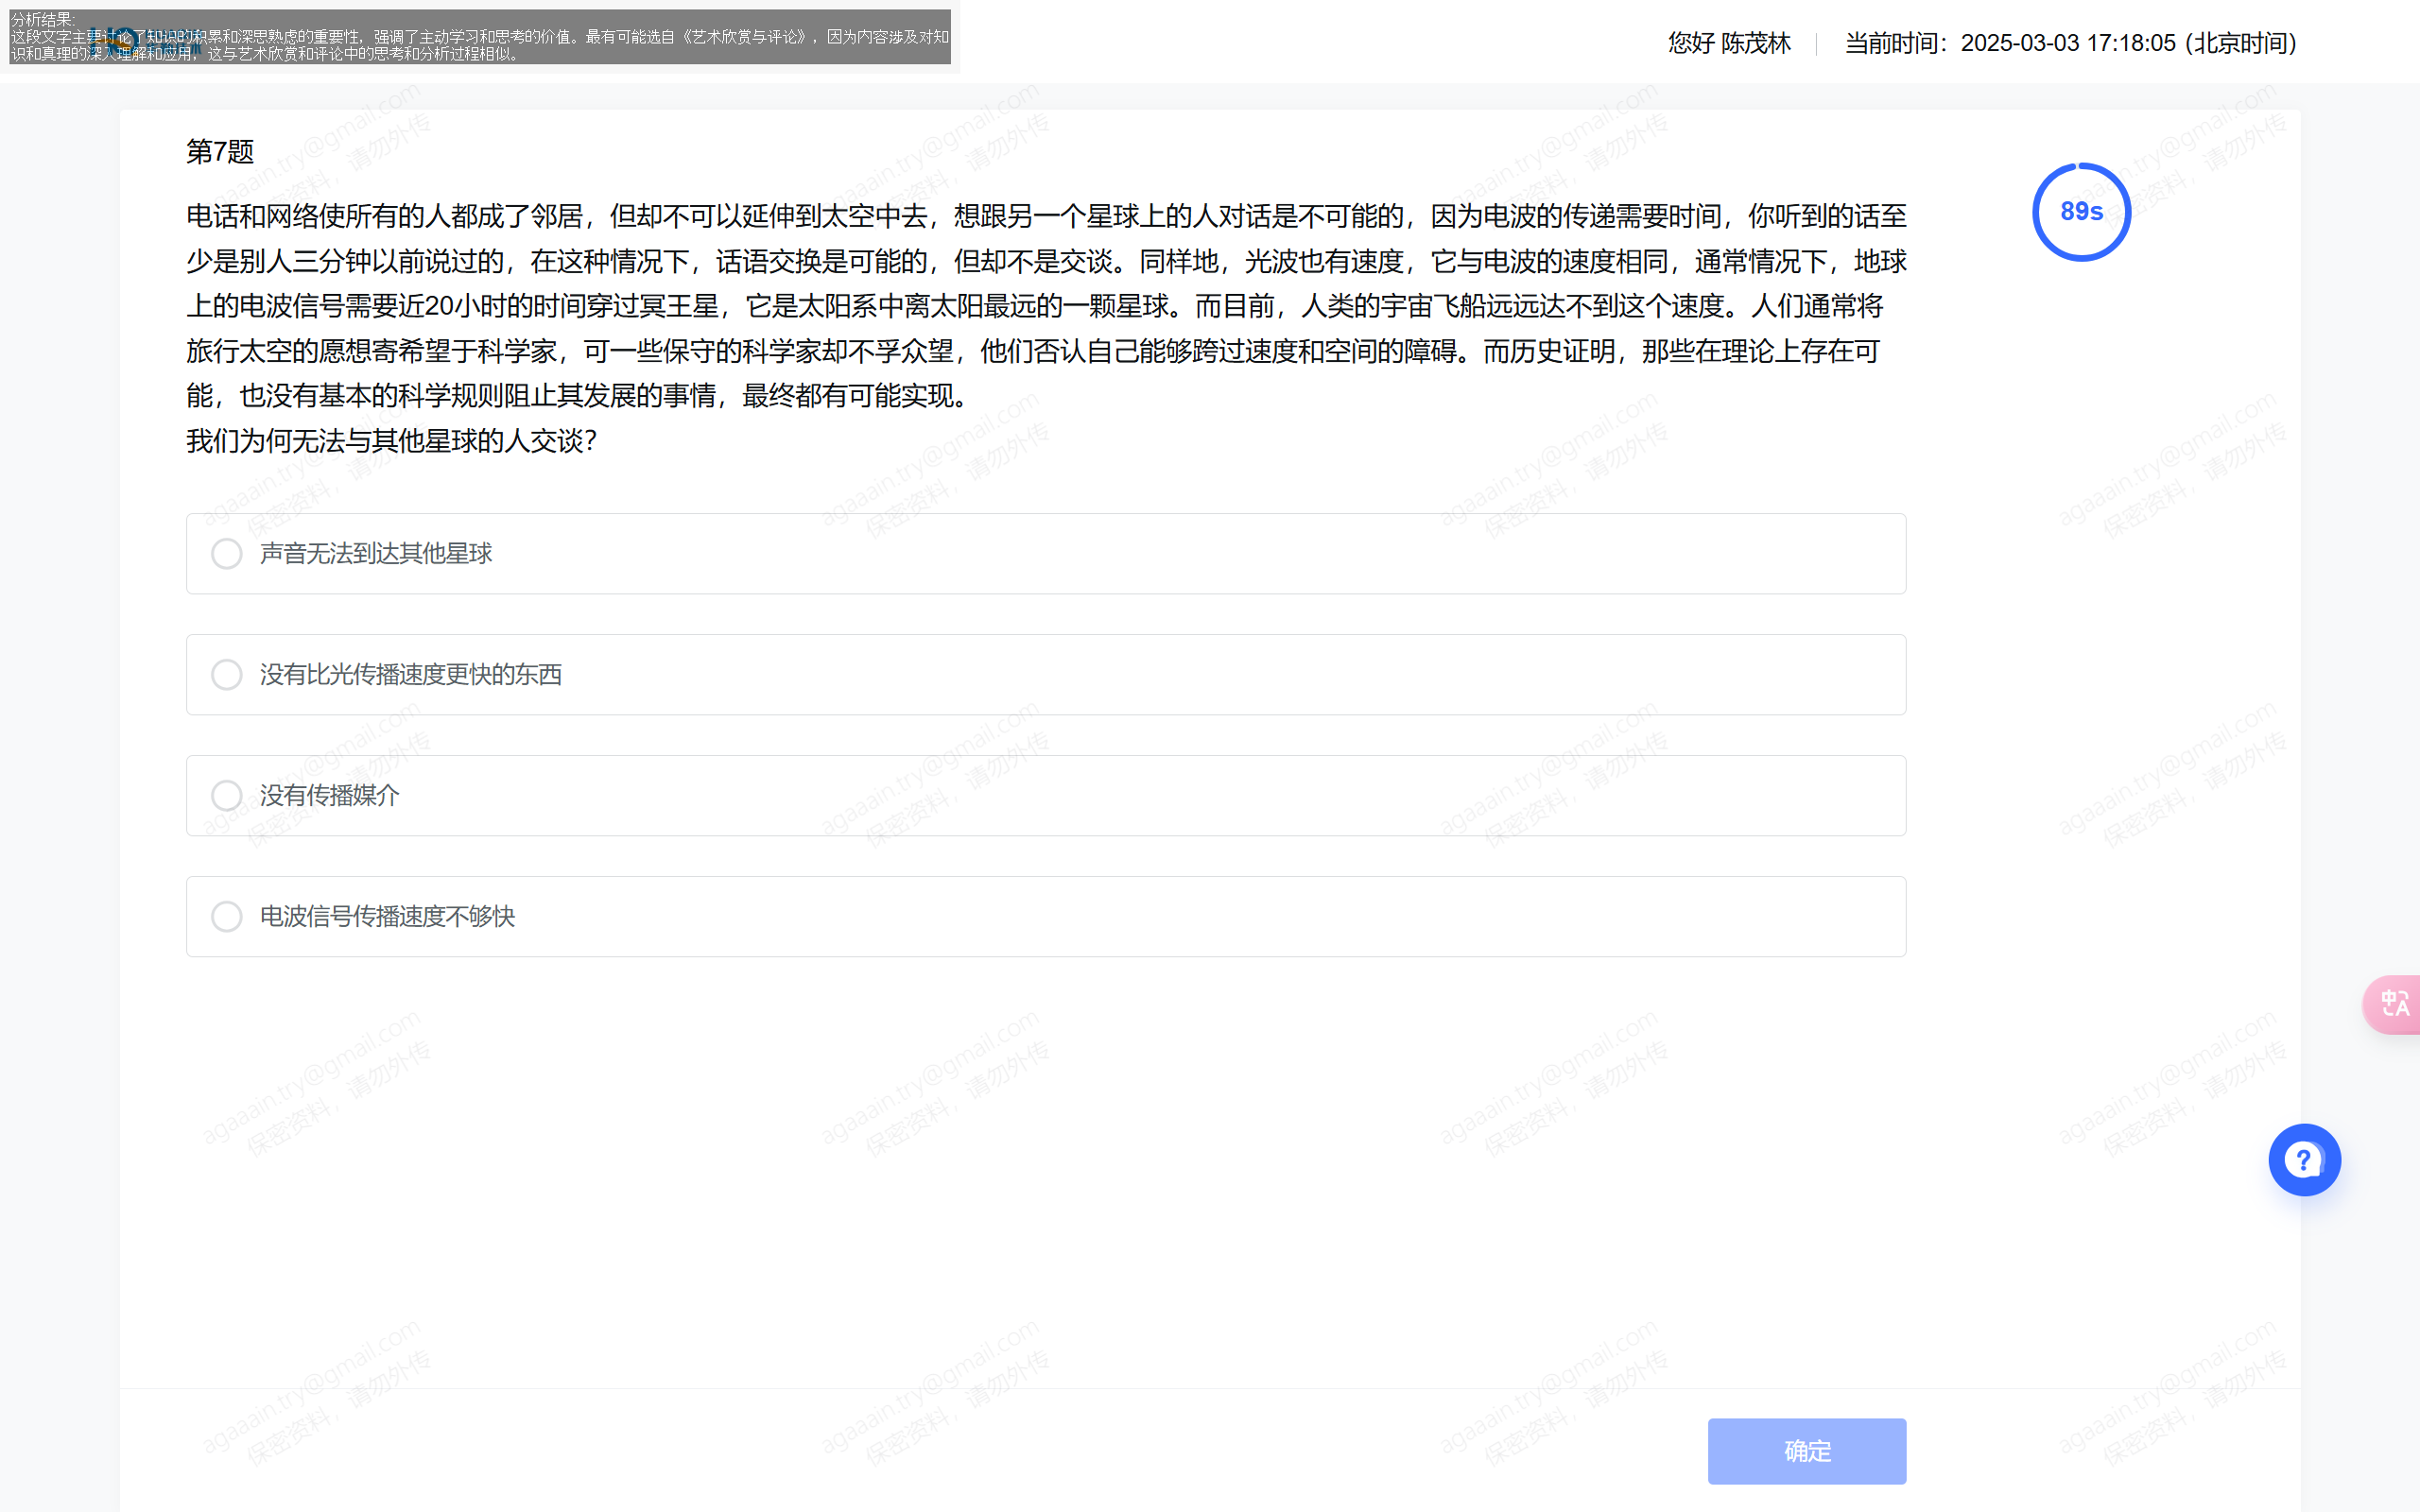 分析结果:
这段文字主要讨论了知识的积累和深思熟虑的重要性，强调了主动学习和思考的价值。最有可能选自《艺术欣赏与评论》，因为内容涉及对知
识和真理的深入理解和应用，这与艺术欣赏和评论中的思考和分析过程相似。
您好 陈茂林
当前时间：2025-03-03 17:18:05 (北京时间)
第7题
89s
电话和网络使所有的人都成了邻居，但却不可以延伸到太空中去，想跟另一个星球上的人对话是不可能的，因为电波的传递需要时间，你听到的话至
少是别人三分钟以前说过的，在这种情况下，话语交换是可能的，但却不是交谈。同样地，光波也有速度，它与电波的速度相同，通常情况下，地球
上的电波信号需要近20小时的时间穿过冥王星，它是太阳系中离太阳最远的一颗星球。而目前，人类的宇宙飞船远远达不到这个速度。人们通常将
旅行太空的愿想寄希望于科学家，可一些保守的科学家却不孚众望，他们否认自己能够跨过速度和空间的障碍。而历史证明，那些在理论上存在可
能，也没有基本的科学规则阻止其发展的事情，最终都有可能实现。
我们为何无法与其他星球的人交谈？
声音无法到达其他星球
没有比光传播速度更快的东西
没有传播媒介
电波信号传播速度不够快
确定
agaaain.try@gmail.com
保密资料，请勿外传